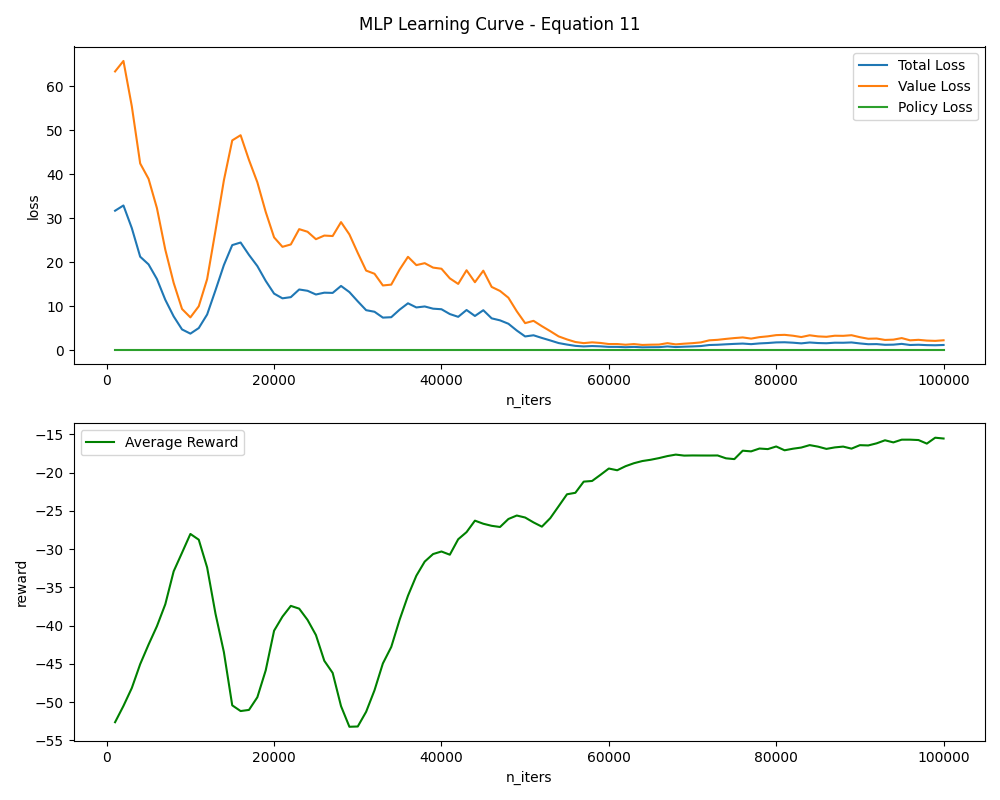 MLP Learning Curve - Equation 11
60
50
40
30
20
10
0
loss
Total Loss
Value Loss
Policy Loss
0 20000 40000 60000 80000 100000
n_iters
−15
−20
−25
−30
−35
−40
−45
−50
−55
reward
Average Reward
0 20000 40000 60000 80000 100000
n_iters